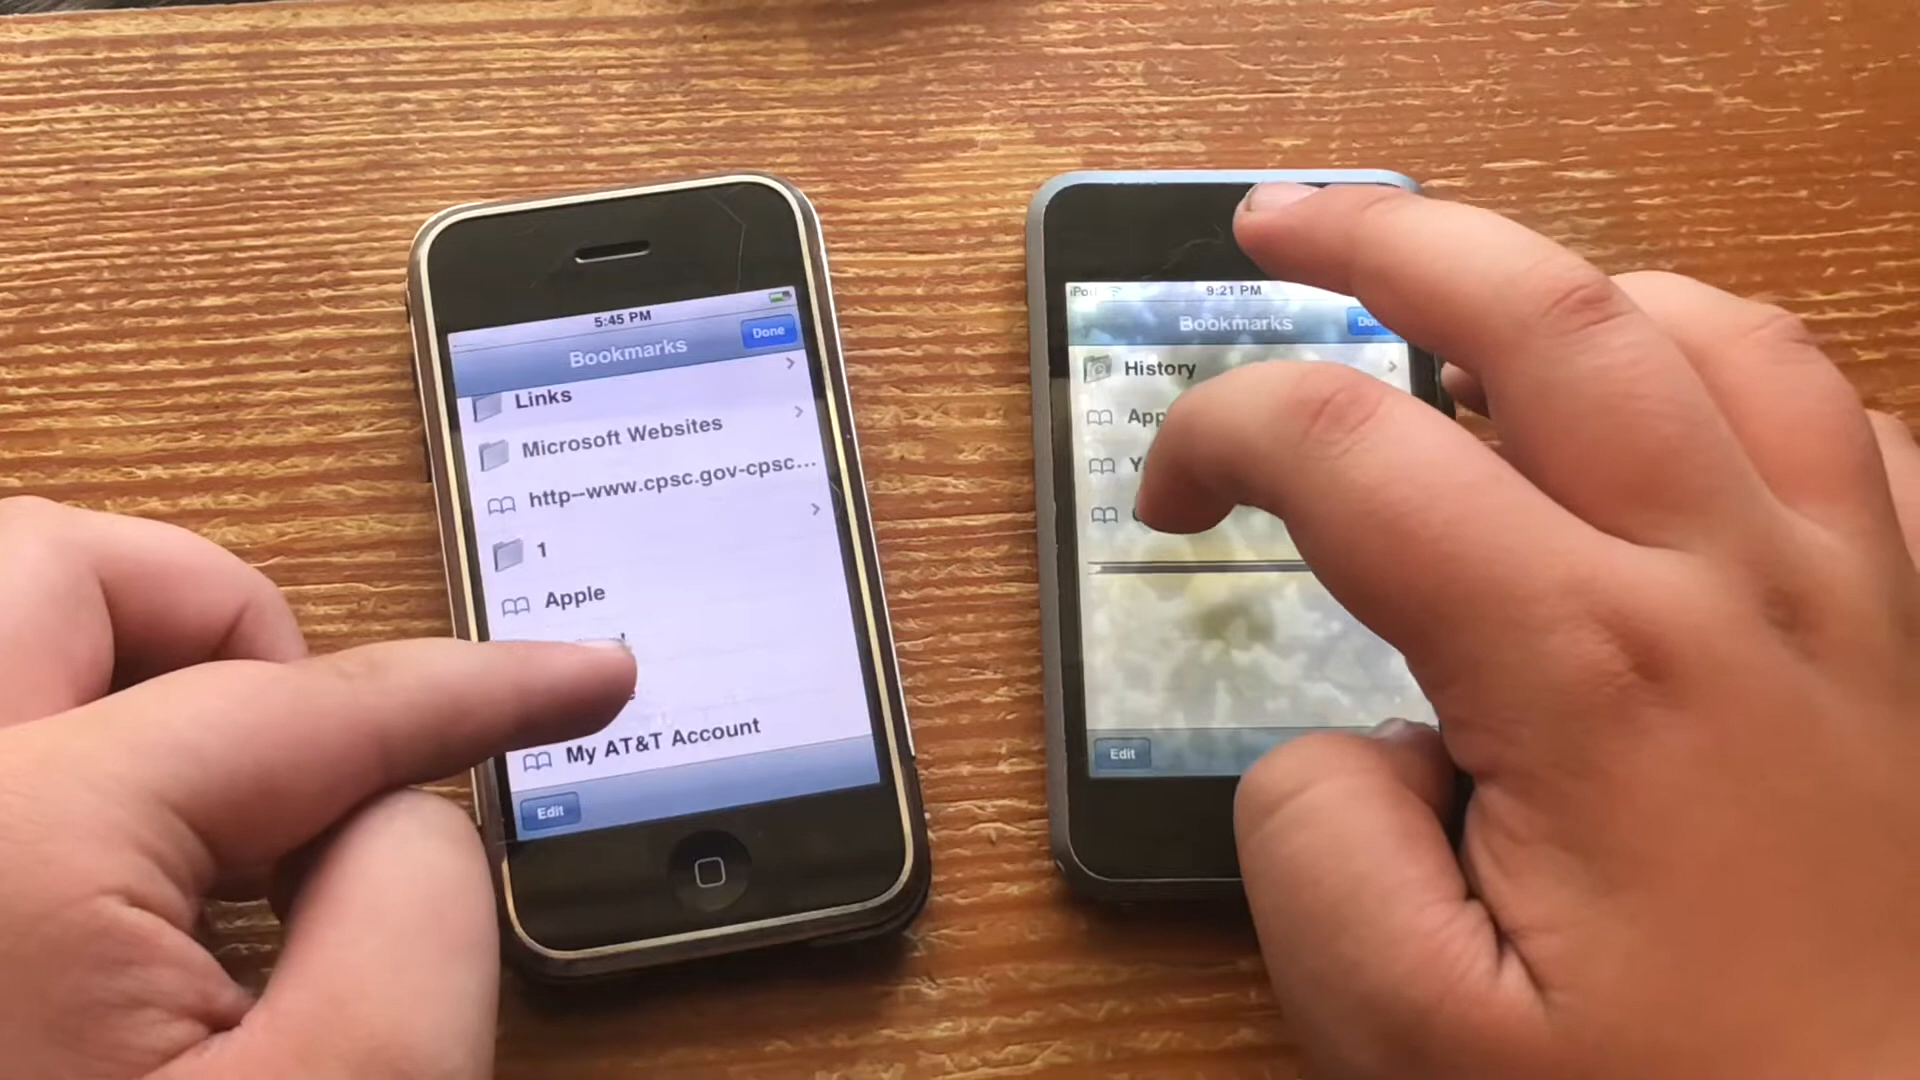 5:45 PM
Bookmarks
Done
Links
Microsoft Websites
http--www.cpsc.gov-cpsc...
1
Apple
My AT&T Account
Edit
9:21 PM
Bookmarks
History
Edit